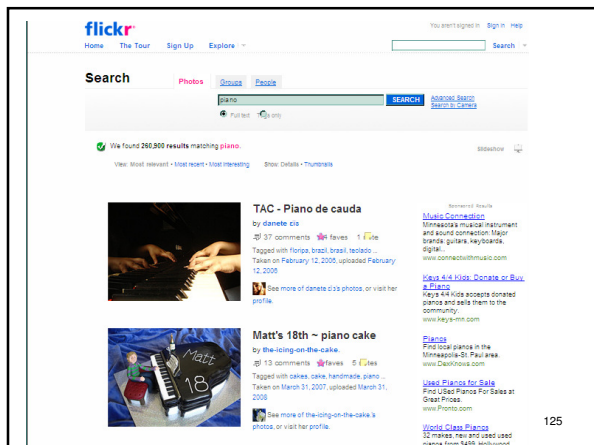 flickr
You aren't signed in Sign In Help
Home The Tour Sign Up Explore
Search
Search
Photos Groups People
piano
SEARCH
Advanced Search
Search by Camera
Full text Tags only
We found 260,900 results matching piano.
Slideshow
View: Most relevant • Most recent • Most interesting Show: Details • Thumbnails
TAC - Piano de cauda
by danete cis
37 comments faves 1
Tagged with floripa, brazil, brasil, teclado ...
Taken on February 12, 2006, uploaded February
12, 2006
See more of danete cis's photos, or visit her
profile.
Matt
18
Matt's 18th ~ piano cake
by the-icing-on-the-cake.
13 comments faves 5
Tagged with cakes, cake, handmade, piano ...
Taken on March 31, 2007, uploaded March 31,
2008
See more of the-icing-on-the-cake's
photos, or visit her profile.
Sponsored Results
Music Connection
Minnesota's musical instrument
and sound connection: Major
brands: guitars, keyboards,
digital...
www.connectwithmusic.com
Keys 4/4 Kids: Donate or Buy
a Piano
Keys 4/4 Kids accepts donated
pianos and sells them to the
community.
www.keys-mn.com
Pianos
Find local pianos in the
Minneapolis-St. Paul area.
www.DexKnows.com
Used Pianos for Sale
Find USed Pianos For Sales at
Great Prices.
www.Pronto.com
World Class Pianos
32 makes, new and used used
pianos from $499. Hollywood
125